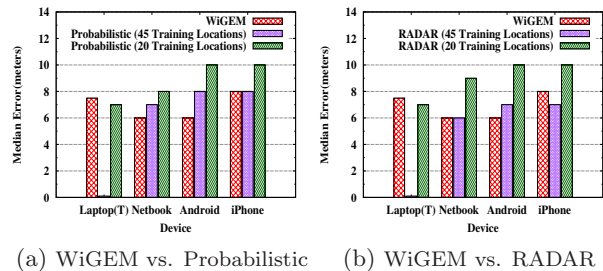 14
12
10
8
6
4
2
0
Median Error(meters)
WiGEM
Probabilistic (45 Training Locations)
Probabilistic (20 Training Locations)
Laptop(T) Netbook Android iPhone
Device
(a) WiGEM vs. Probabilistic
14
12
10
8
6
4
2
0
Median Error(meters)
WiGEM
RADAR (45 Training Locations)
RADAR (20 Training Locations)
Laptop(T) Netbook Android iPhone
Device
(b) WiGEM vs. RADAR